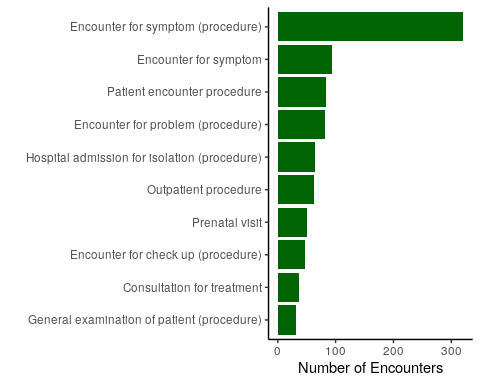 Encounter for symptom (procedure)
Encounter for symptom
Patient encounter procedure
Encounter for problem (procedure)
Hospital admission for isolation (procedure)
Outpatient procedure
Prenatal visit
Encounter for check up (procedure)
Consultation for treatment
General examination of patient (procedure)
0 100 200 300
Number of Encounters